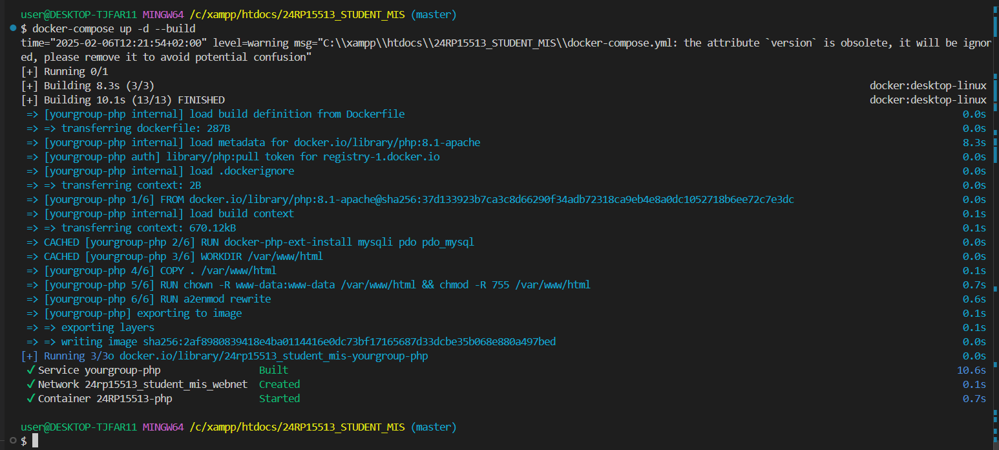 user@DESKTOP-TJFAR11 MINGW64 /c/xampp/htdocs/24RP15513_STUDENT_MIS (master)
$ docker-compose up -d --build
time="2025-02-06T12:21:54+02:00" level=warning msg="C:\\xampp\\htdocs\\24RP15513_STUDENT_MIS\\docker-compose.yml: the attribute `version` is obsolete, it will be ignor
ed, please remove it to avoid potential confusion"
[+] Running 0/1
[+] Building 8.3s (3/3) docker:desktop-linux
[+] Building 10.1s (13/13) FINISHED docker:desktop-linux
=> [yourgroup-php internal] load build definition from Dockerfile 0.0s
=> => transferring dockerfile: 287B 0.0s
=> [yourgroup-php internal] load metadata for docker.io/library/php:8.1-apache 8.3s
=> [yourgroup-php auth] library/php:pull token for registry-1.docker.io 0.0s
=> [yourgroup-php internal] load .dockerignore 0.0s
=> => transferring context: 2B 0.0s
=> [yourgroup-php 1/6] FROM docker.io/library/php:8.1-apache@sha256:37d133923b7ca3c8d66290f34adb72318ca9eb4e8a0dc1052718b6ee72c7e3dc 0.0s
=> [yourgroup-php internal] load build context 0.1s
=> => transferring context: 670.12kB 0.1s
=> CACHED [yourgroup-php 2/6] RUN docker-php-ext-install mysqli pdo pdo_mysql 0.0s
=> CACHED [yourgroup-php 3/6] WORKDIR /var/www/html 0.0s
=> [yourgroup-php 4/6] COPY . /var/www/html 0.1s
=> [yourgroup-php 5/6] RUN chown -R www-data:www-data /var/www/html && chmod -R 755 /var/www/html 0.7s
=> [yourgroup-php 6/6] RUN a2enmod rewrite 0.6s
=> [yourgroup-php] exporting to image 0.1s
=> => exporting layers 0.1s
=> => writing image sha256:2af8980839418e4ba0114416e0dc73bf17165687d33dcbe35b068e880a497bed 0.0s
[+] Running 3/3o docker.io/library/24rp15513_student_mis-yourgroup-php 0.0s
✓ Service yourgroup-php Built 10.6s
✓ Network 24rp15513_student_mis_webnet Created 0.1s
✓ Container 24RP15513-php Started 0.7s
user@DESKTOP-TJFAR11 MINGW64 /c/xampp/htdocs/24RP15513_STUDENT_MIS (master)
$